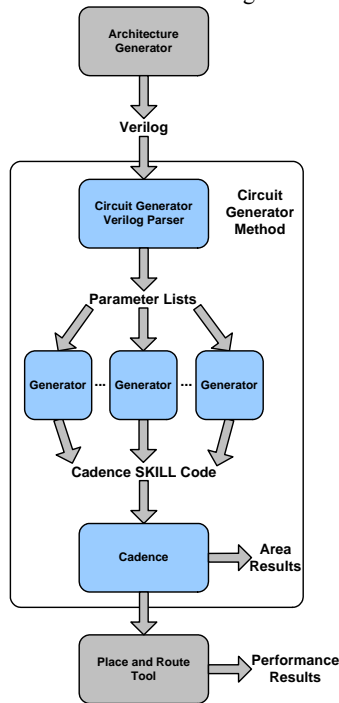 Architecture
Generator
Verilog
Circuit Generator
Verilog Parser
Circuit
Generator
Method
Parameter Lists
Generator ... Generator ... Generator
Cadence SKILL Code
Cadence
Area
Results
Place and Route
Tool
Performance
Results